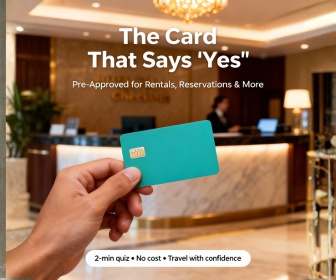 The Card
That Says 'Yes"
Pre-Approved for Rentals, Reservations & More
2-min quiz • No cost • Travel with confidence